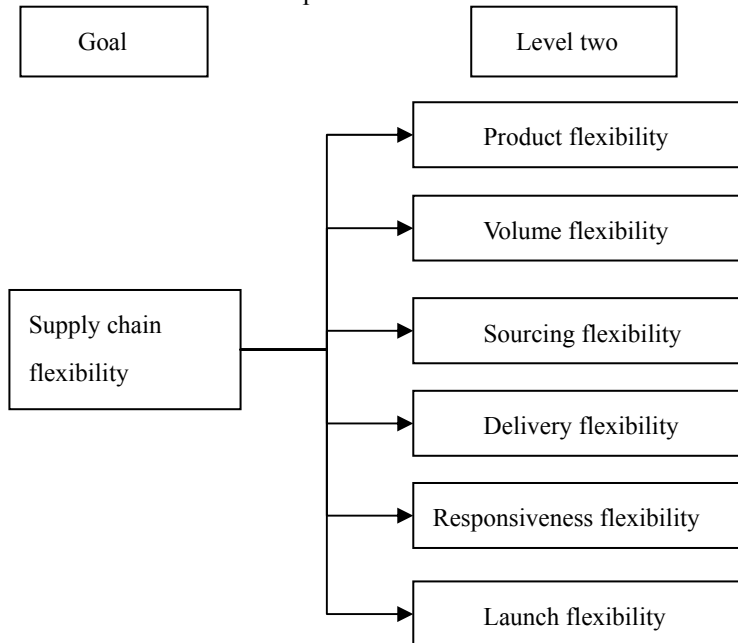 Goal
Level two
Product flexibility
Volume flexibility
Supply chain
flexibility
Sourcing flexibility
Delivery flexibility
Responsiveness flexibility
Launch flexibility